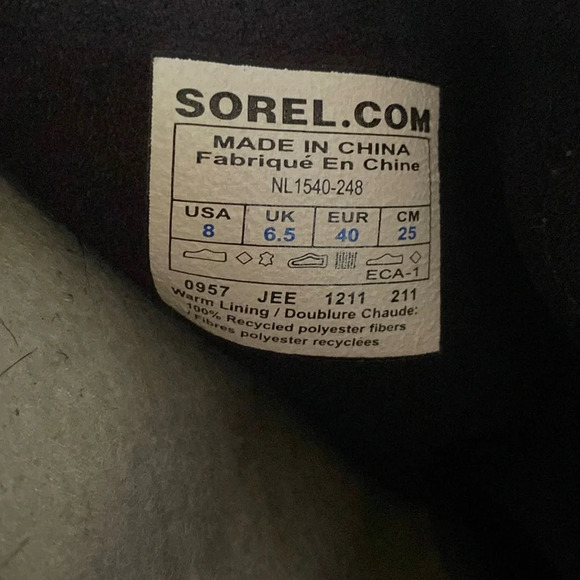 SOREL.COM
MADE IN CHINA
Fabriqué En Chine
NL1540-248
USA UK EUR CM
8 6.5 40 25
ECA-1
0957 JEE 1211 211
Warm Lining / Doublure Chaude:
100% Recycled polyester fibers
/ Fibres polyester recyclées